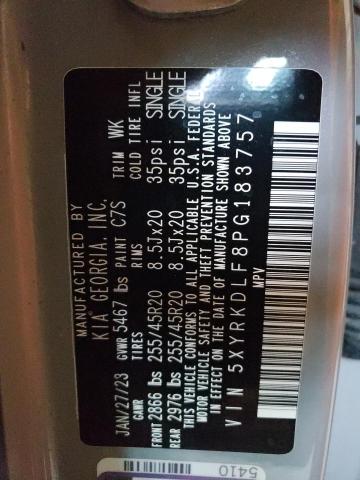 MANUFACTURED BY
KIA GEORGIA, INC.
JAN/27/23 GVWR 5467 lbs PAINT C7S TRIM WK
GAWR TIRES RIMS COLD TIRE INFL
FRONT 2866 lbs 255/45R20 8.5Jx20 35psi SINGLE
REAR 2976 lbs 255/45R20 8.5Jx20 35psi SINGLE
THIS VEHICLE CONFORMS TO ALL APPLICABLE U.S.A. FEDERAL
MOTOR VEHICLE SAFETY AND THEFT PREVENTION STANDARDS
IN EFFECT ON THE DATE OF MANUFACTURE SHOWN ABOVE
VIN 5XYRKDLF8PG183757
MPV
5410